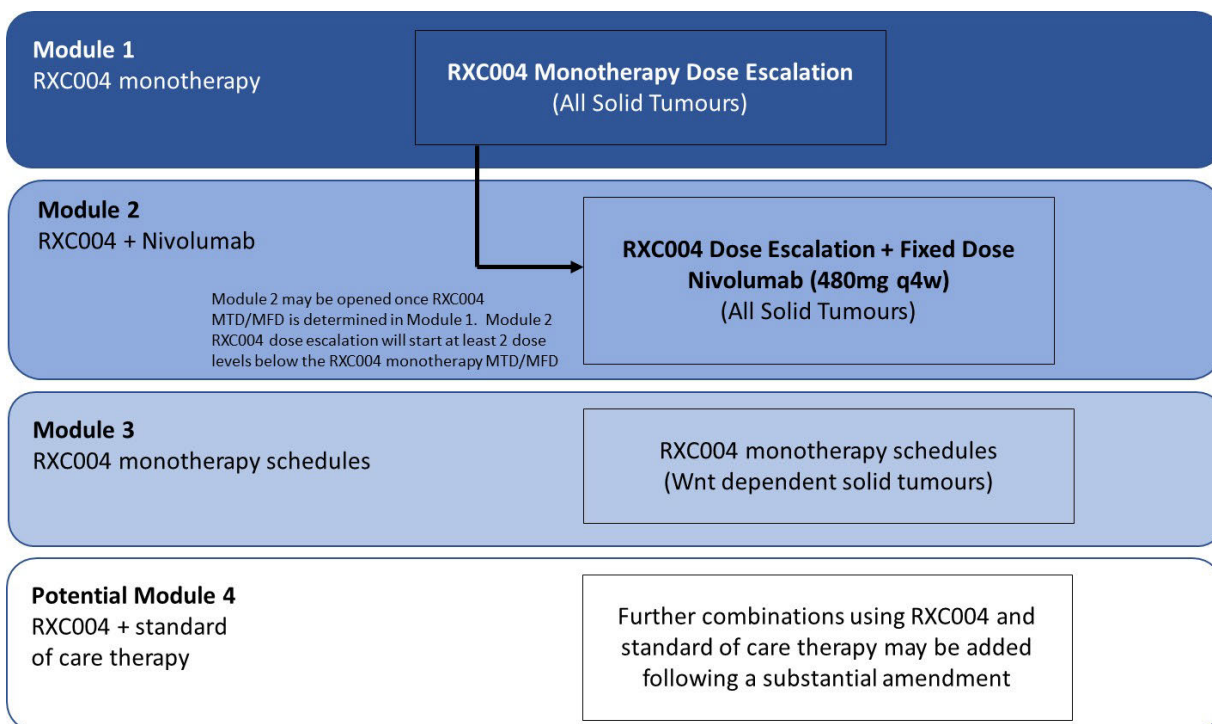 Module 1
RXC004 monotherapy
RXC004 Monotherapy Dose Escalation
(All Solid Tumours)
Module 2
RXC004 + Nivolumab
Module 2 may be opened once RXC004
MTD/MFD is determined in Module 1. Module 2
RXC004 dose escalation will start at least 2 dose
levels below the RXC004 monotherapy MTD/MFD
RXC004 Dose Escalation + Fixed Dose
Nivolumab (480mg q4w)
(All Solid Tumours)
Module 3
RXC004 monotherapy schedules
RXC004 monotherapy schedules
(Wnt dependent solid tumours)
Potential Module 4
RXC004 + standard
of care therapy
Further combinations using RXC004 and
standard of care therapy may be added
following a substantial amendment